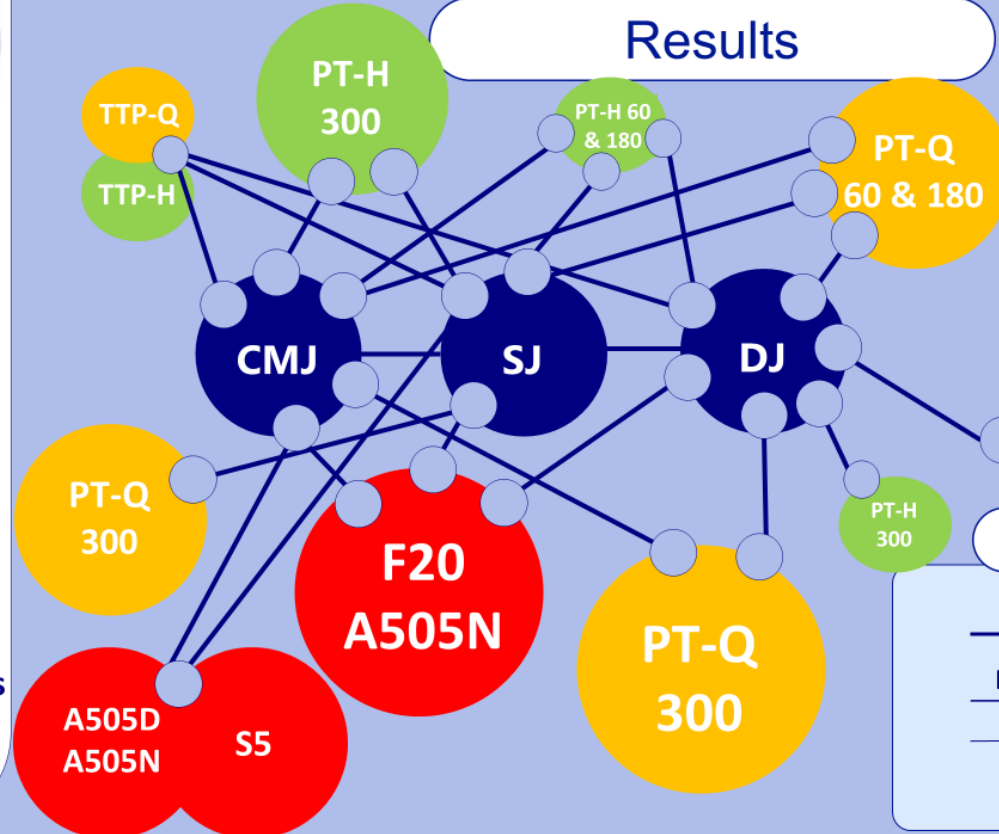 Results
TTP-Q
TTP-H
PT-H
300
PT-H 60
& 180
PT-Q
60 & 180
CMJ
SJ
DJ
PT-Q
300
F20
A505N
PT-Q
300
PT-H
300
A505D
A505N
S5
s